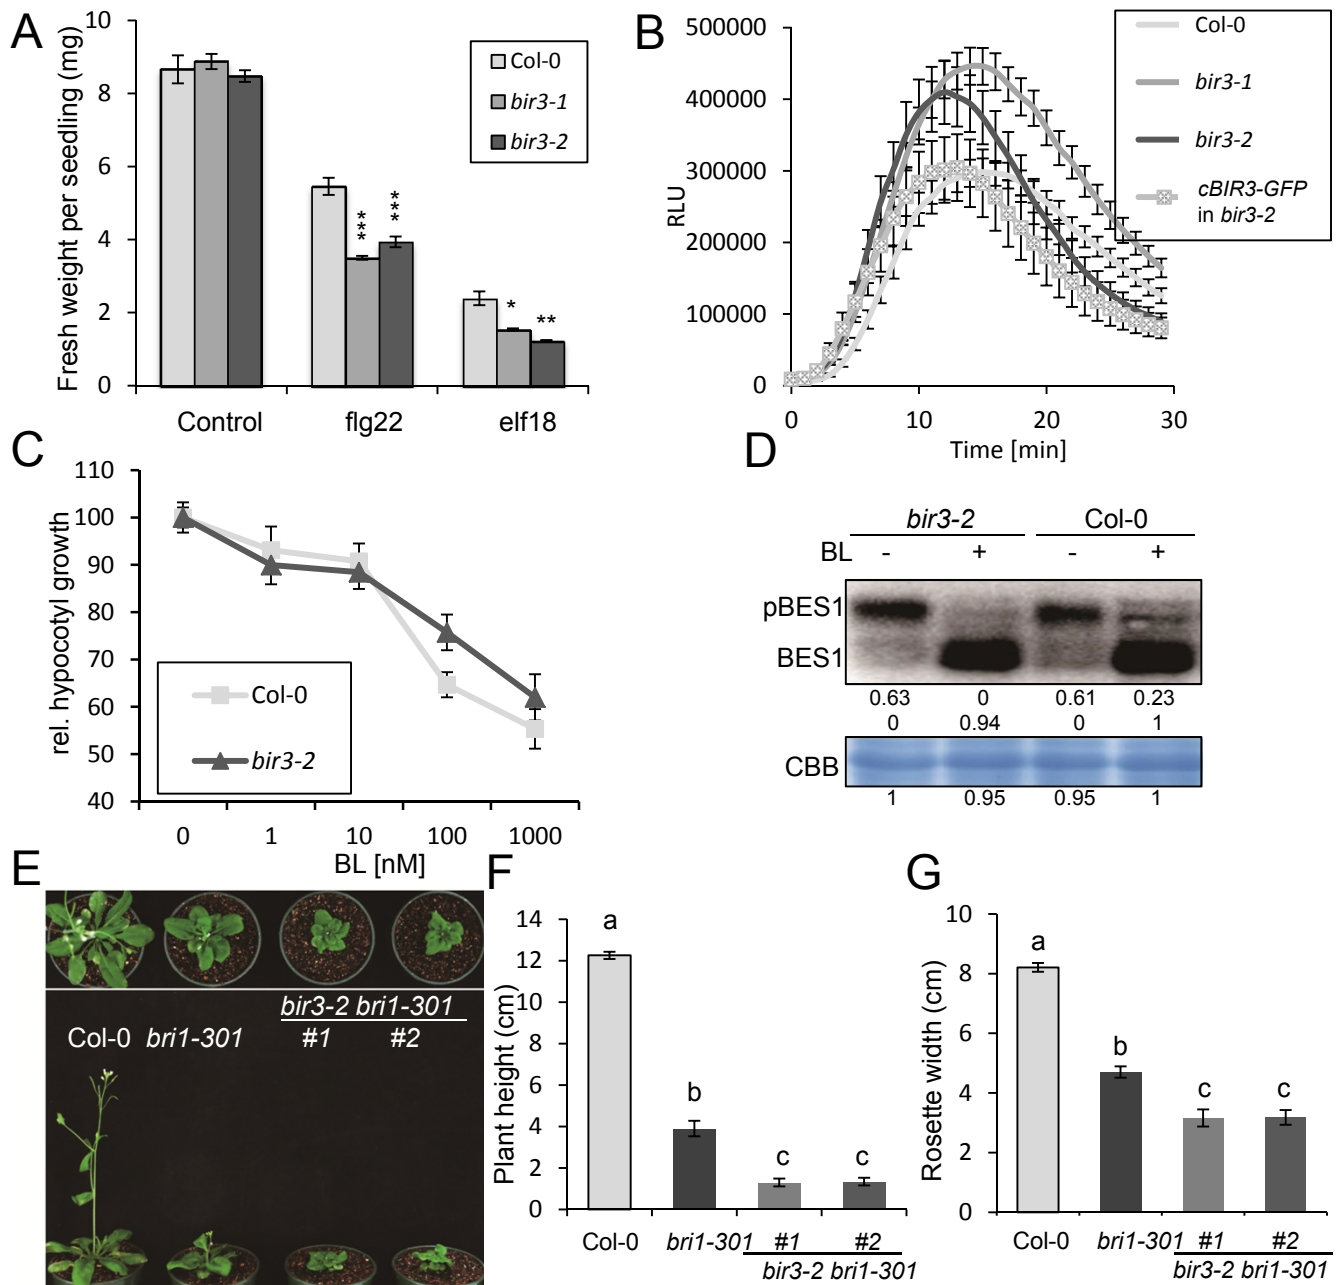 A
Fresh weight per seedling (mg)
10
8
6
4
2
0
Col-0
bir3-1
bir3-2
***
***
*
**
Control flg22 elf18
B
RLU
500000
400000
300000
200000
100000
0
0 10 20 30
Time [min]
Col-0
bir3-1
bir3-2
cBIR3-GFP
in bir3-2
C
rel. hypocotyl growth
110
100
90
80
70
60
50
40
Col-0
bir3-2
0 1 10 100 1000
BL [nM]
D
bir3-2 Col-0
BL - + - +
pBES1
BES1
0.63 0 0.61 0.23
0 0.94 0 1
CBB
1 0.95 0.95 1
E
bir3-2 bri1-301
Col-0 bri1-301 #1 #2
F
Plant height (cm)
14
12
10
8
6
4
2
0
a
b
c
c
Col-0 bri1-301 #1 #2
bir3-2 bri1-301
G
Rosette width (cm)
10
8
6
4
2
0
a
b
c
c
Col-0 bri1-301 #1 #2
bir3-2 bri1-301